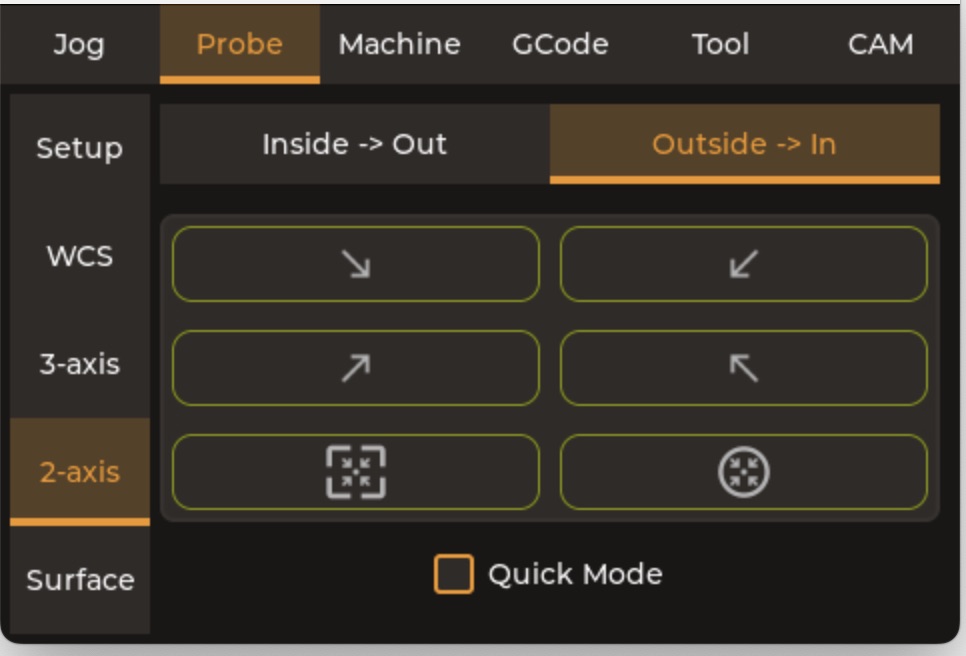 Jog Probe Machine GCode Tool CAM
Setup
Inside -> Out Outside -> In
WCS
3-axis
2-axis
Surface
Quick Mode